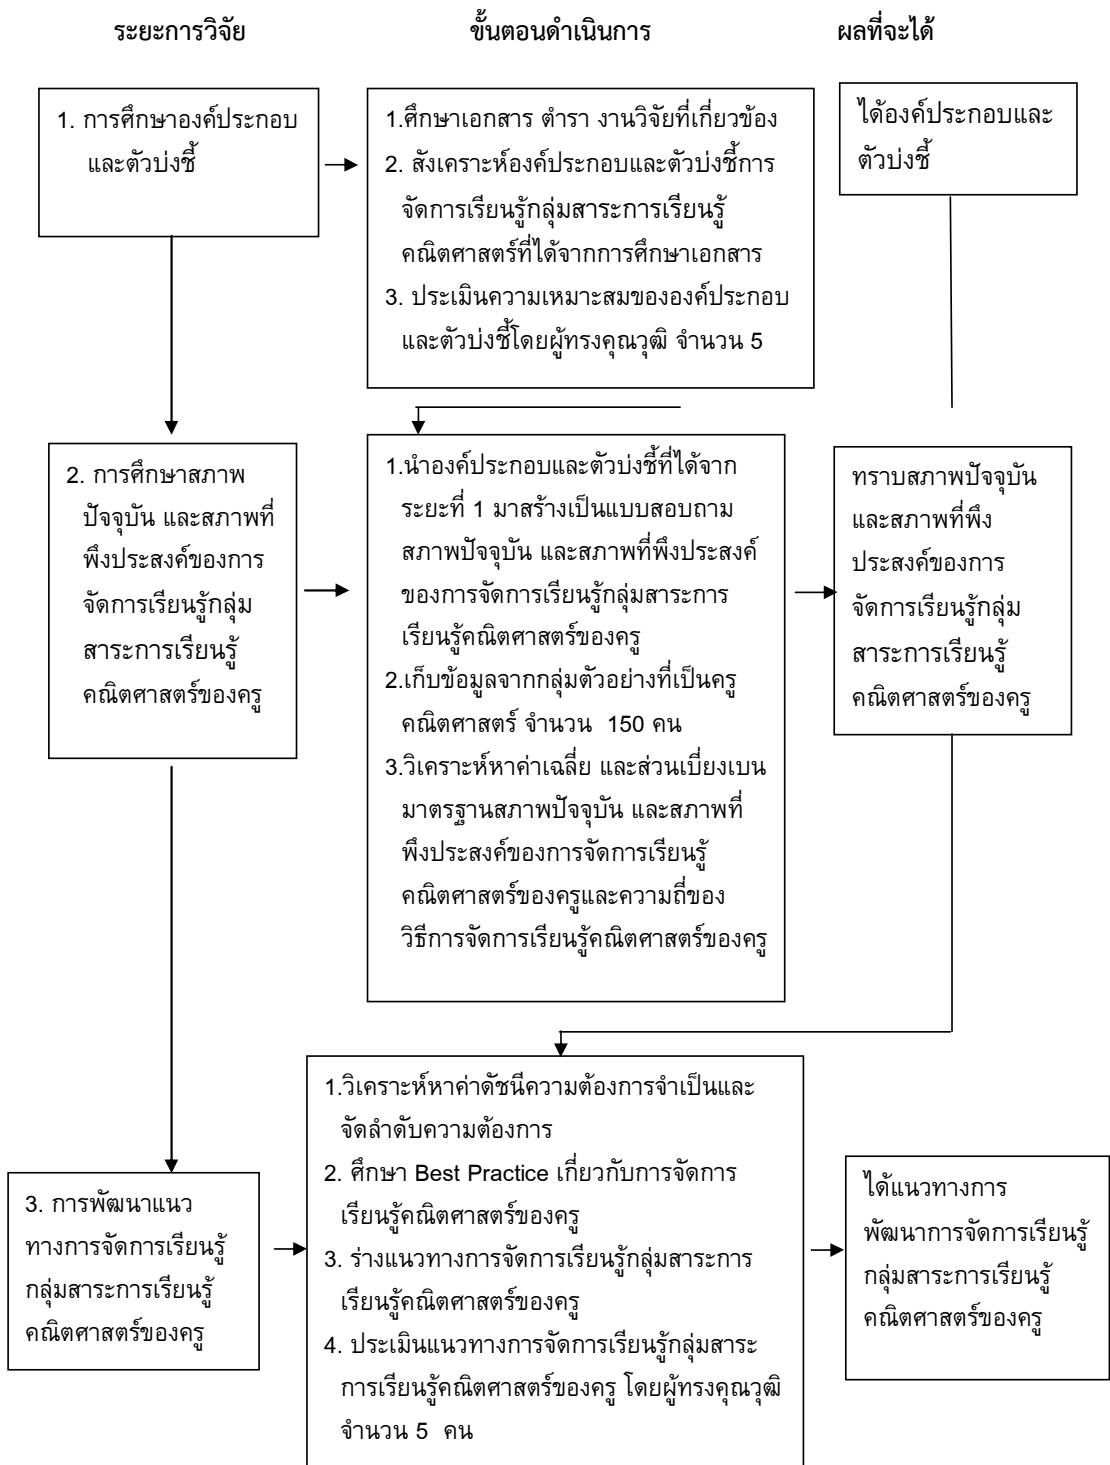 ระยะการวิจัย
ขั้นตอนดำเนินการ
ผลที่จะได้
1. การศึกษาองค์ประกอบ
และตัวบ่งชี้
1.ศึกษาเอกสาร ตำรา งานวิจัยที่เกี่ยวข้อง
2. สังเคราะห์องค์ประกอบและตัวบ่งชี้การ
จัดการเรียนรู้กลุ่มสาระการเรียนรู้
คณิตศาสตร์ที่ได้จากการศึกษาเอกสาร
3. ประเมินความเหมาะสมขององค์ประกอบ
และตัวบ่งชี้โดยผู้ทรงคุณวุฒิ จำนวน 5
ได้องค์ประกอบและ
ตัวบ่งชี้
2. การศึกษาสภาพ
ปัจจุบัน และสภาพที่
พึงประสงค์ของการ
จัดการเรียนรู้กลุ่ม
สาระการเรียนรู้
คณิตศาสตร์ของครู
1.นำองค์ประกอบและตัวบ่งชี้ที่ได้จาก
ระยะที่ 1 มาสร้างเป็นแบบสอบถาม
สภาพปัจจุบัน และสภาพที่พึงประสงค์
ของการจัดการเรียนรู้กลุ่มสาระการ
เรียนรู้คณิตศาสตร์ของครู
2.เก็บข้อมูลจากกลุ่มตัวอย่างที่เป็นครู
คณิตศาสตร์ จำนวน 150 คน
3.วิเคราะห์หาค่าเฉลี่ย และส่วนเบี่ยงเบน
มาตรฐานสภาพปัจจุบัน และสภาพที่
พึงประสงค์ของการจัดการเรียนรู้
คณิตศาสตร์ของครูและความถี่ของ
วิธีการจัดการเรียนรู้คณิตศาสตร์ของครู
ทราบสภาพปัจจุบัน
และสภาพที่พึง
ประสงค์ของการ
จัดการเรียนรู้กลุ่ม
สาระการเรียนรู้
คณิตศาสตร์ของครู
3. การพัฒนาแนว
ทางการจัดการเรียนรู้
กลุ่มสาระการเรียนรู้
คณิตศาสตร์ของครู
1.วิเคราะห์หาค่าดัชนีความต้องการจำเป็นและ
จัดลำดับความต้องการ
2. ศึกษา Best Practice เกี่ยวกับการจัดการ
เรียนรู้คณิตศาสตร์ของครู
3. ร่างแนวทางการจัดการเรียนรู้กลุ่มสาระการ
เรียนรู้คณิตศาสตร์ของครู
4. ประเมินแนวทางการจัดการเรียนรู้กลุ่มสาระ
การเรียนรู้คณิตศาสตร์ของครู โดยผู้ทรงคุณวุฒิ
จำนวน 5 คน
ได้แนวทางการ
พัฒนาการจัดการเรียนรู้
กลุ่มสาระการเรียนรู้
คณิตศาสตร์ของครู